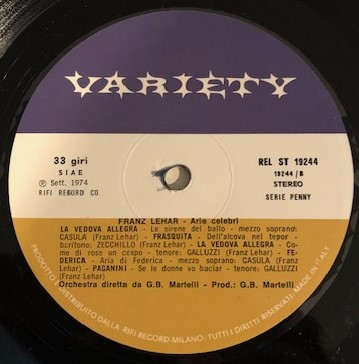 VARIETY
33 giri
SIAE
Ⓟ Sett. 1974
RIFI RECORD CO.
REL ST 19244
19244/B
STEREO
SERIE PENNY
FRANZ LEHAR - Arie celebri
LA VEDOVA ALLEGRA - Le sirene del ballo - mezzo soprano:
CASULA (Franz Lehar) - FRASQUITA - Dell'alcova nel tepor -
baritono: ZECCHILLO (Franz Lehar) - LA VEDOVA ALLEGRA - Co-
me di rose un cespo - tenore: GALLUZZI (Franz Lehar) - FE-
DERICA - Aria di Federica - mezzo soprano: CASULA (Franz
Lehar) - PAGANINI - Se le donne vo baciar - tenore: GALLUZZI
(Franz Lehar)
Orchestra diretta da G.B. Martelli - Prod.: G.B. Martelli
PRODOTTO E DISTRIBUITO DALLA RIFI RECORD-MILANO: TUTTI I DIRITTI RISERVATI-MADE IN ITALY